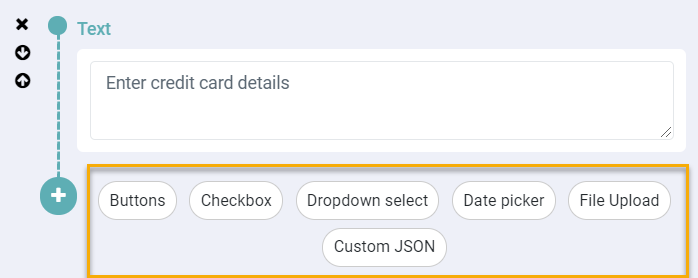 Text
Enter credit card details
Buttons Checkbox Dropdown select Date picker File Upload
Custom JSON